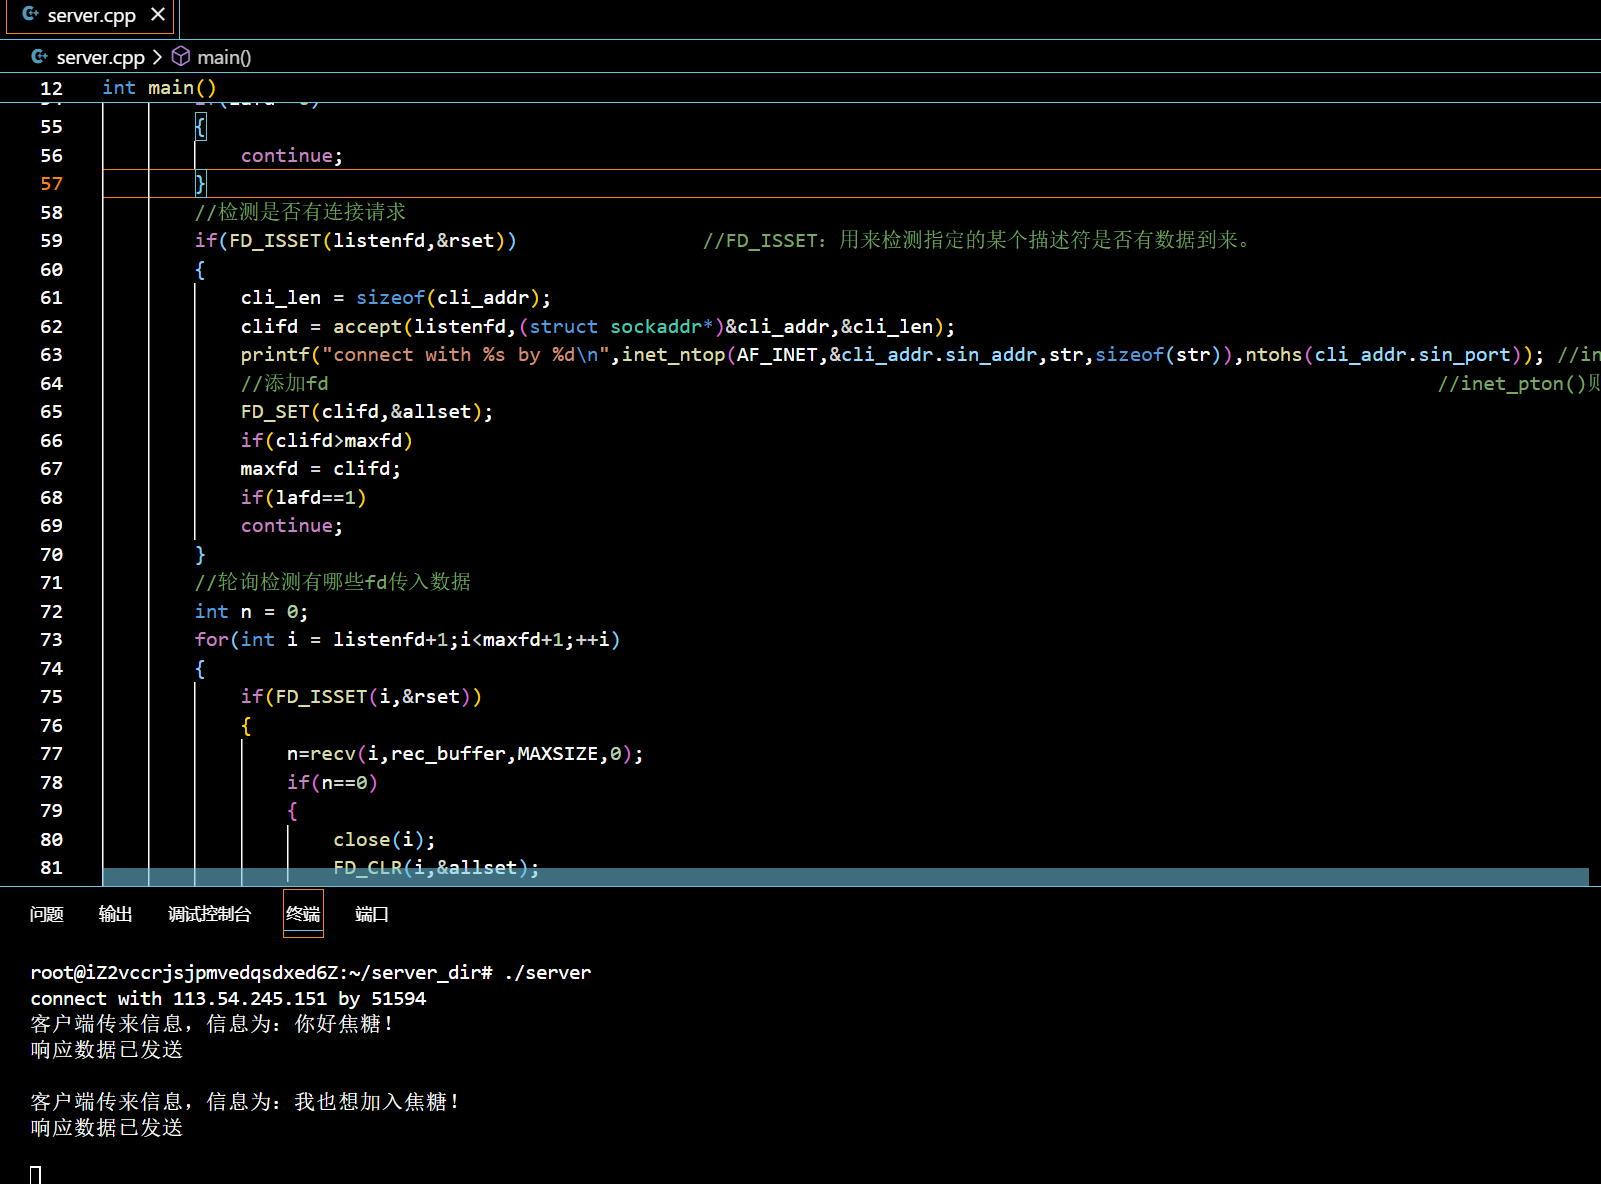 server.cpp
server.cpp > main()
12 int main()
55 {
56 continue;
57 }
58 //检测是否有连接请求
59 if(FD_ISSET(listenfd,&rset)) //FD_ISSET：用来检测指定的某个描述符是否有数据到来。
60 {
61 cli_len = sizeof(cli_addr);
62 clifd = accept(listenfd,(struct sockaddr*)&cli_addr,&cli_len);
63 printf("connect with %s by %d\n",inet_ntop(AF_INET,&cli_addr.sin_addr,str,sizeof(str)),ntohs(cli_addr.sin_port)); //in
64 //添加fd //inet_pton()则
65 FD_SET(clifd,&allset);
66 if(clifd>maxfd)
67 maxfd = clifd;
68 if(lafd==1)
69 continue;
70 }
71 //轮询检测有哪些fd传入数据
72 int n = 0;
73 for(int i = listenfd+1;i<maxfd+1;++i)
74 {
75 if(FD_ISSET(i,&rset))
76 {
77 n=recv(i,rec_buffer,MAXSIZE,0);
78 if(n==0)
79 {
80 close(i);
81 FD_CLR(i,&allset);
问题 输出 调试控制台 终端 端口
root@iZ2vccrjsjpmvedqsdxed6Z:~/server_dir# ./server
connect with 113.54.245.151 by 51594
客户端传来信息，信息为：你好焦糖！
响应数据已发送
客户端传来信息，信息为：我也想加入焦糖！
响应数据已发送